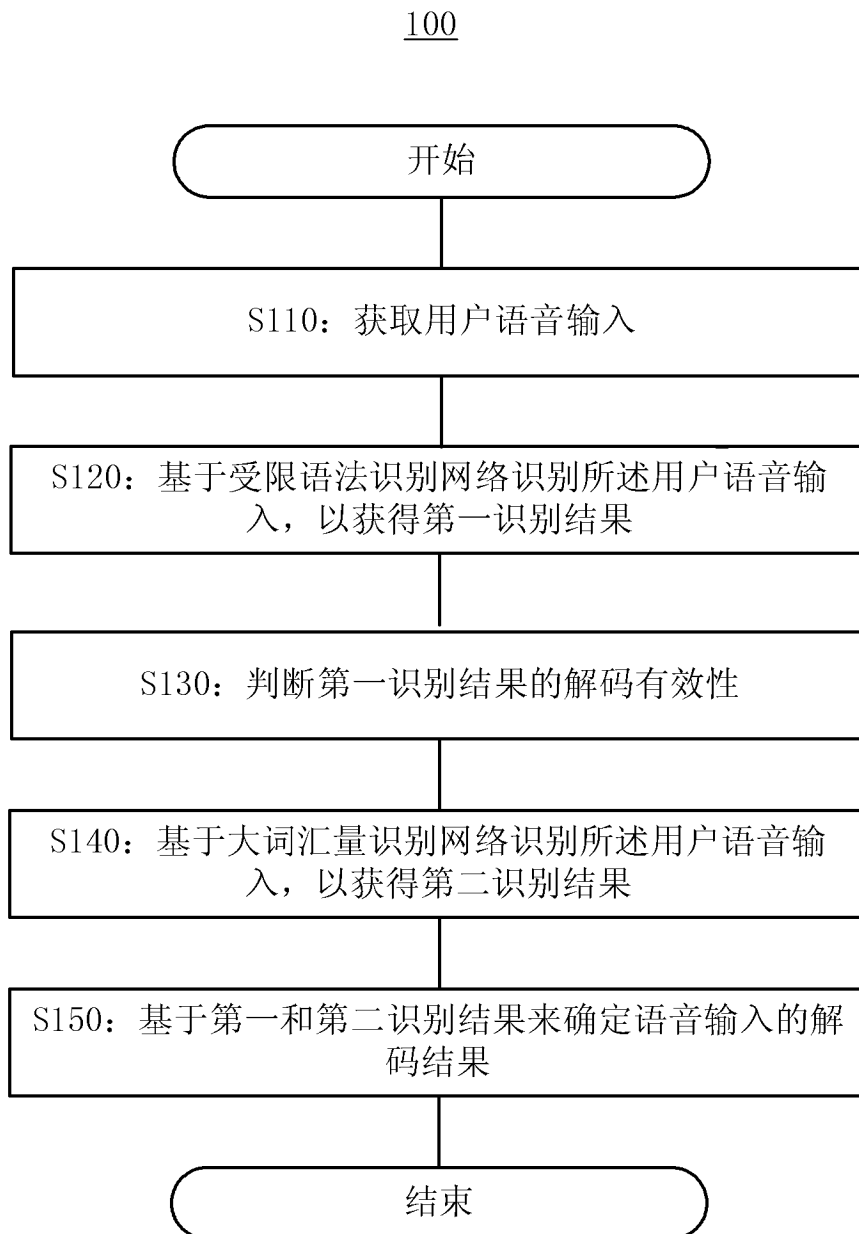 100
开始
S110：获取用户语音输入
S120：基于受限语法识别网络识别所述用户语音输
入，以获得第一识别结果
S130：判断第一识别结果的解码有效性
S140：基于大词汇量识别网络识别所述用户语音输
入，以获得第二识别结果
S150：基于第一和第二识别结果来确定语音输入的解
码结果
结束